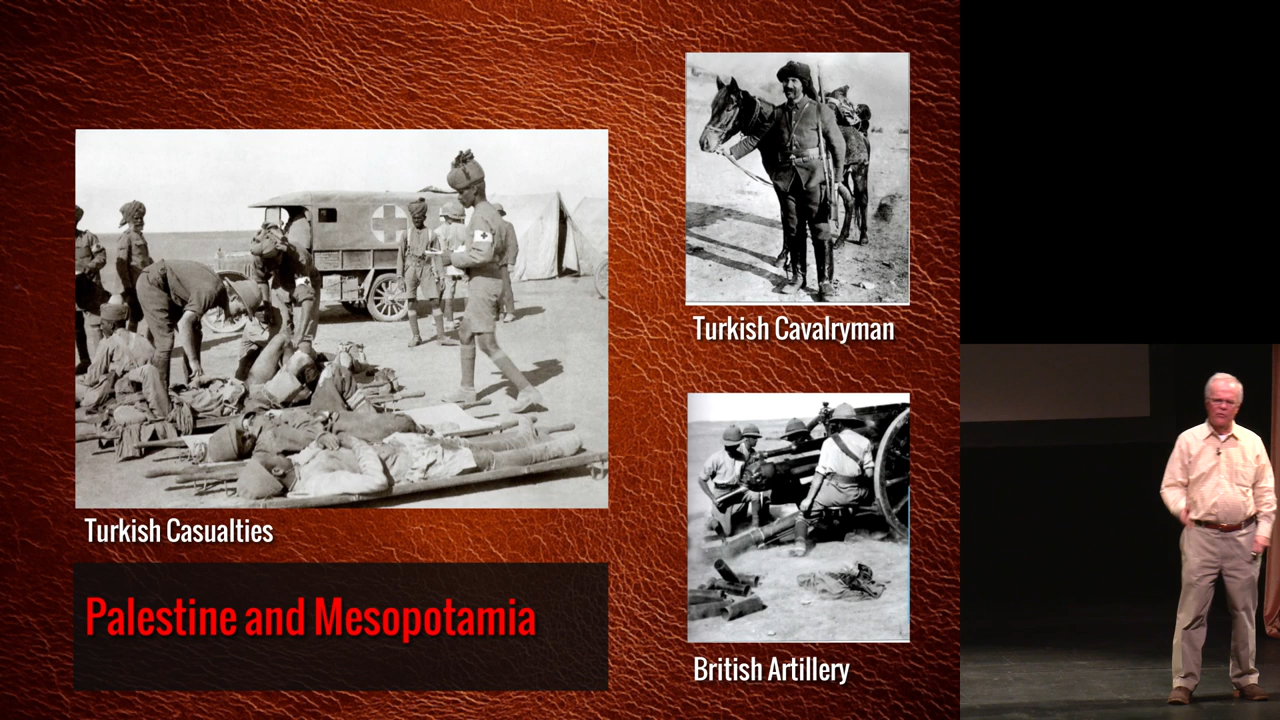 Turkish Cavalryman
Turkish Casualties
Palestine and Mesopotamia
British Artillery